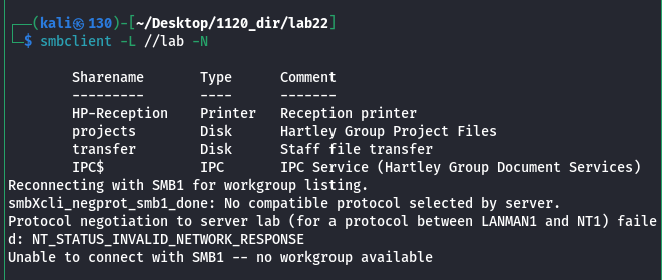 ┌──(kali㉿130)-[~/Desktop/1120_dir/lab22]
└─$ smbclient -L //lab -N

        Sharename       Type      Comment
        ---------       ----      -------
        HP-Reception    Printer   Reception printer
        projects        Disk      Hartley Group Project Files
        transfer        Disk      Staff file transfer
        IPC$            IPC       IPC Service (Hartley Group Document Services)
Reconnecting with SMB1 for workgroup listing.
smbXcli_negprot_smb1_done: No compatible protocol selected by server.
Protocol negotiation to server lab (for a protocol between LANMAN1 and NT1) faile
d: NT_STATUS_INVALID_NETWORK_RESPONSE
Unable to connect with SMB1 -- no workgroup available